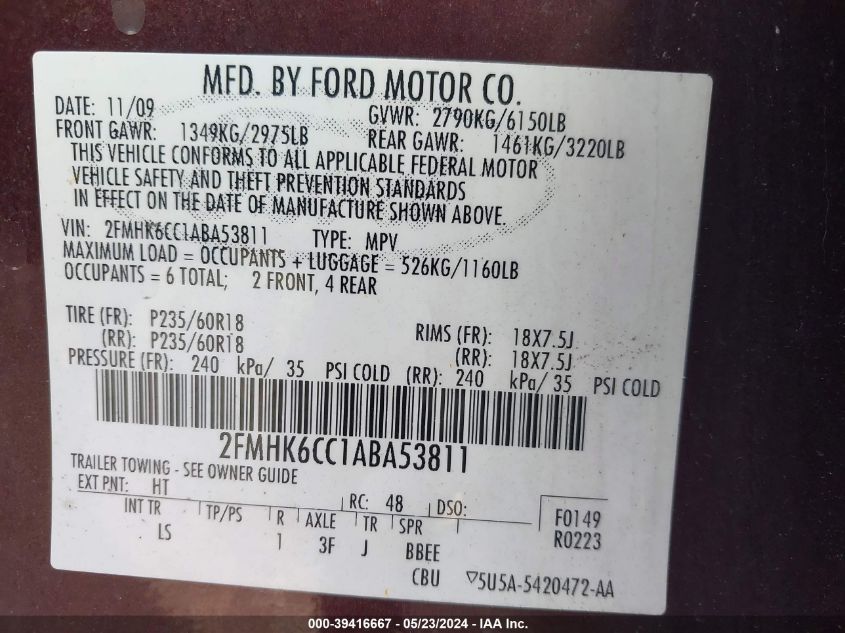 MFD. BY FORD MOTOR CO.
DATE: 11/09 GVWR: 2790KG/6150LB
FRONT GAWR: 1349KG/2975LB REAR GAWR: 1461KG/3220LB
THIS VEHICLE CONFORMS TO ALL APPLICABLE FEDERAL MOTOR
VEHICLE SAFETY AND THEFT PREVENTION STANDARDS
IN EFFECT ON THE DATE OF MANUFACTURE SHOWN ABOVE.
VIN: 2FMHK6CC1ABA53811 TYPE: MPV
MAXIMUM LOAD = OCCUPANTS + LUGGAGE = 526KG/1160LB
OCCUPANTS = 6 TOTAL; 2 FRONT, 4 REAR
TIRE (FR): P235/60R18 RIMS (FR): 18X7.5J
(RR): P235/60R18 (RR): 18X7.5J
PRESSURE (FR): 240 kPa/ 35 PSI COLD (RR): 240 kPa/ 35 PSI COLD
2FMHK6CC1ABA53811
TRAILER TOWING - SEE OWNER GUIDE
EXT PNT: HT RC: 48 DSO:
INT TR TP/PS R AXLE TR SPR F0149
LS 1 3F J BBEE R0223
CBU ▽5U5A-5420472-AA
000-39416667 - 05/23/2024 - IAA Inc.